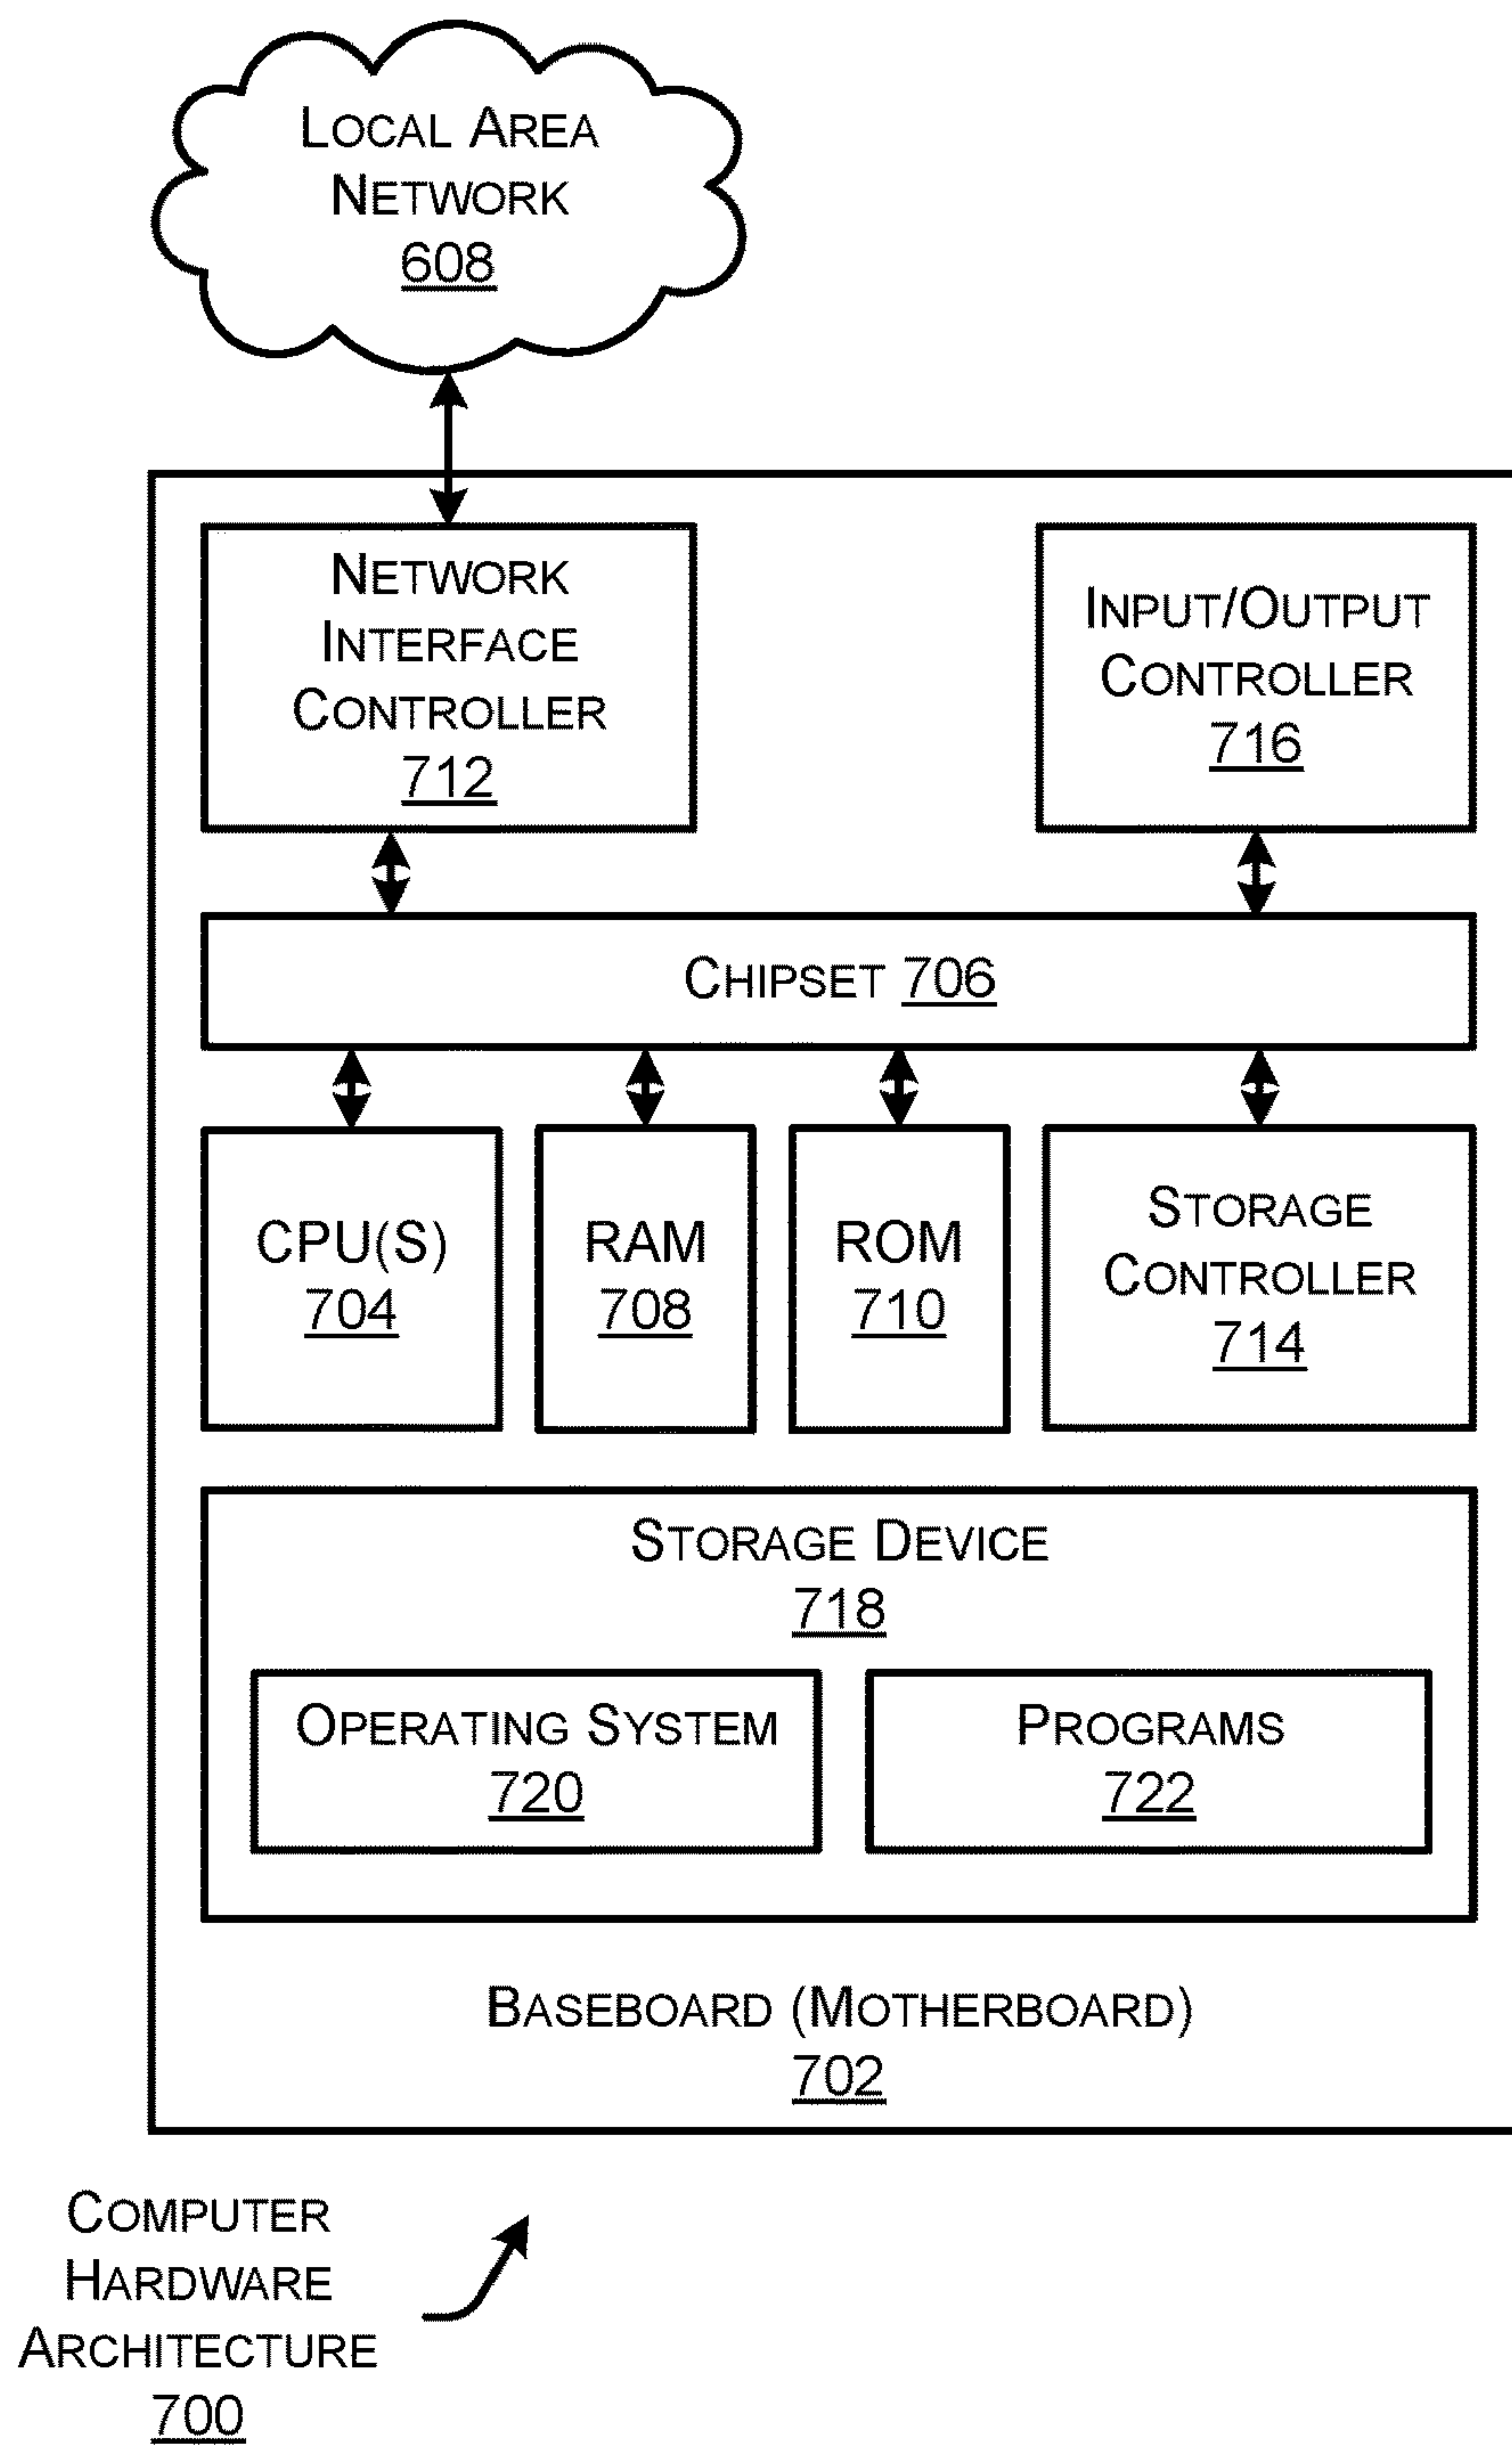 LOCAL AREA
NETWORK
608
NETWORK
INTERFACE
CONTROLLER
712
INPUT/OUTPUT
CONTROLLER
716
CHIPSET 706
CPU(S)
704
RAM
708
ROM
710
STORAGE
CONTROLLER
714
STORAGE DEVICE
718
OPERATING SYSTEM
720
PROGRAMS
722
BASEBOARD (MOTHERBOARD)
702
COMPUTER
HARDWARE
ARCHITECTURE
700